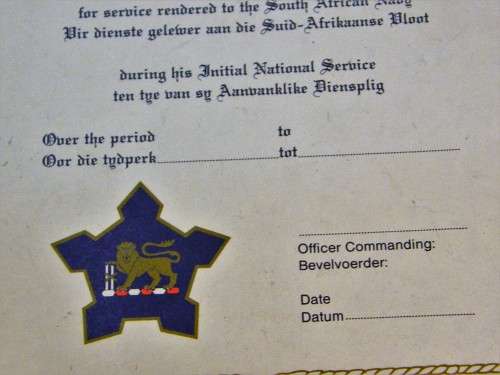 for service rendered to the South African Navy
Vir dienste gelewer aan die Suid-Afrikaanse Vloot
during his Initial National Service
ten tye van sy Aanvanklike Diensplig
Over the period to
Oor die tydperk tot
Officer Commanding:
Bevelvoerder:
Date
Datum